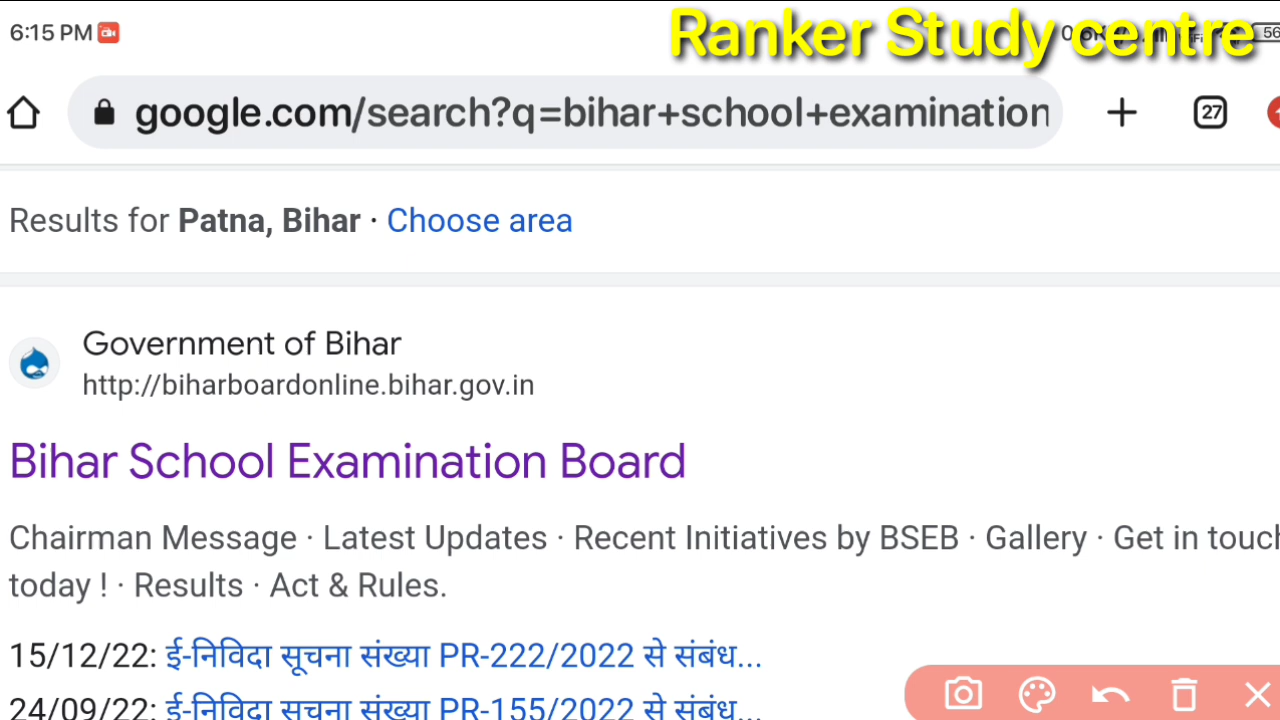 6:15 PM
Ranker Study centre
56
google.com/search?q=bihar+school+examination
27
Results for Patna, Bihar · Choose area
Government of Bihar
http://biharboardonline.bihar.gov.in
Bihar School Examination Board
Chairman Message · Latest Updates · Recent Initiatives by BSEB · Gallery · Get in touch
today ! · Results · Act & Rules.
15/12/22: ई-निविदा सूचना संख्या PR-222/2022 से संबंध...
24/09/22: ई-निविदा सूचना संख्या PR-155/2022 से संबंध...